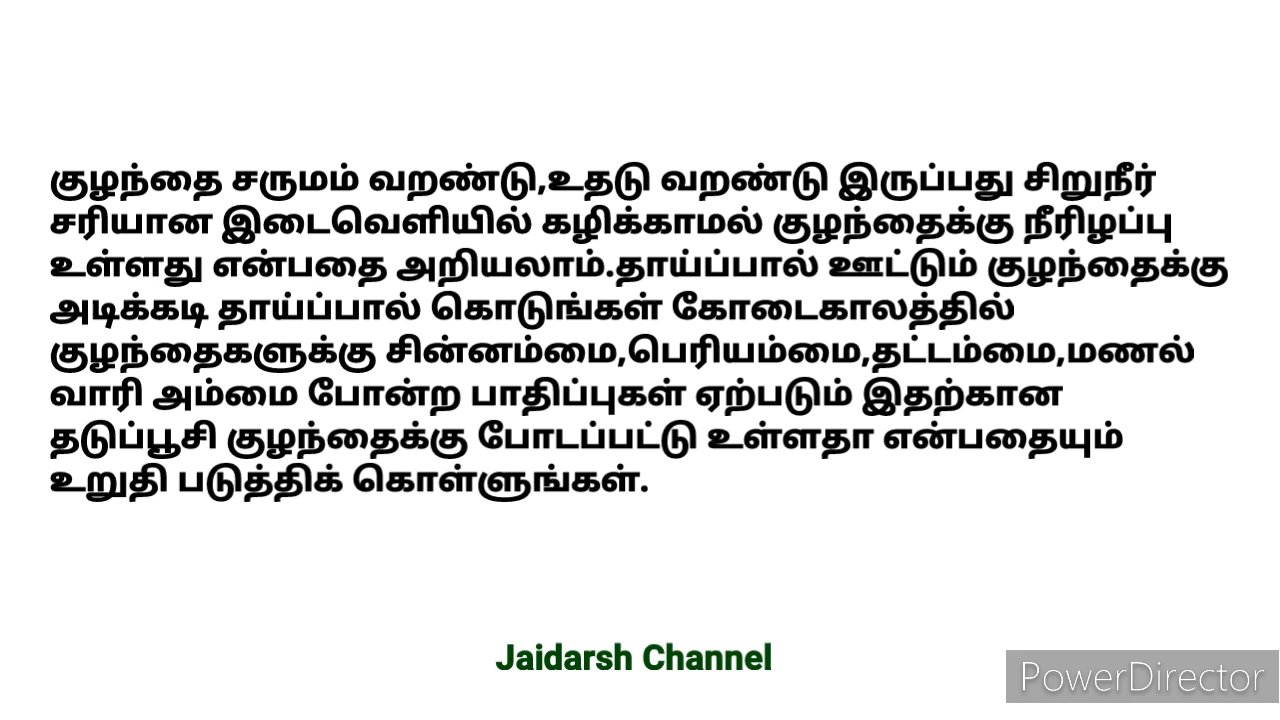 குழந்தை சருமம் வறண்டு,உதடு வறண்டு இருப்பது சிறுநீர்
சரியான இடைவெளியில் கழிக்காமல் குழந்தைக்கு நீரிழப்பு
உள்ளது என்பதை அறியலாம்.தாய்ப்பால் ஊட்டும் குழந்தைக்கு
அடிக்கடி தாய்ப்பால் கொடுங்கள் கோடைகாலத்தில்
குழந்தைகளுக்கு சின்னம்மை,பெரியம்மை,தட்டம்மை,மணல்
வாரி அம்மை போன்ற பாதிப்புகள் ஏற்படும் இதற்கான
தடுப்பூசி குழந்தைக்கு போடப்பட்டு உள்ளதா என்பதையும்
உறுதி படுத்திக் கொள்ளுங்கள்.
Jaidarsh Channel
PowerDirector